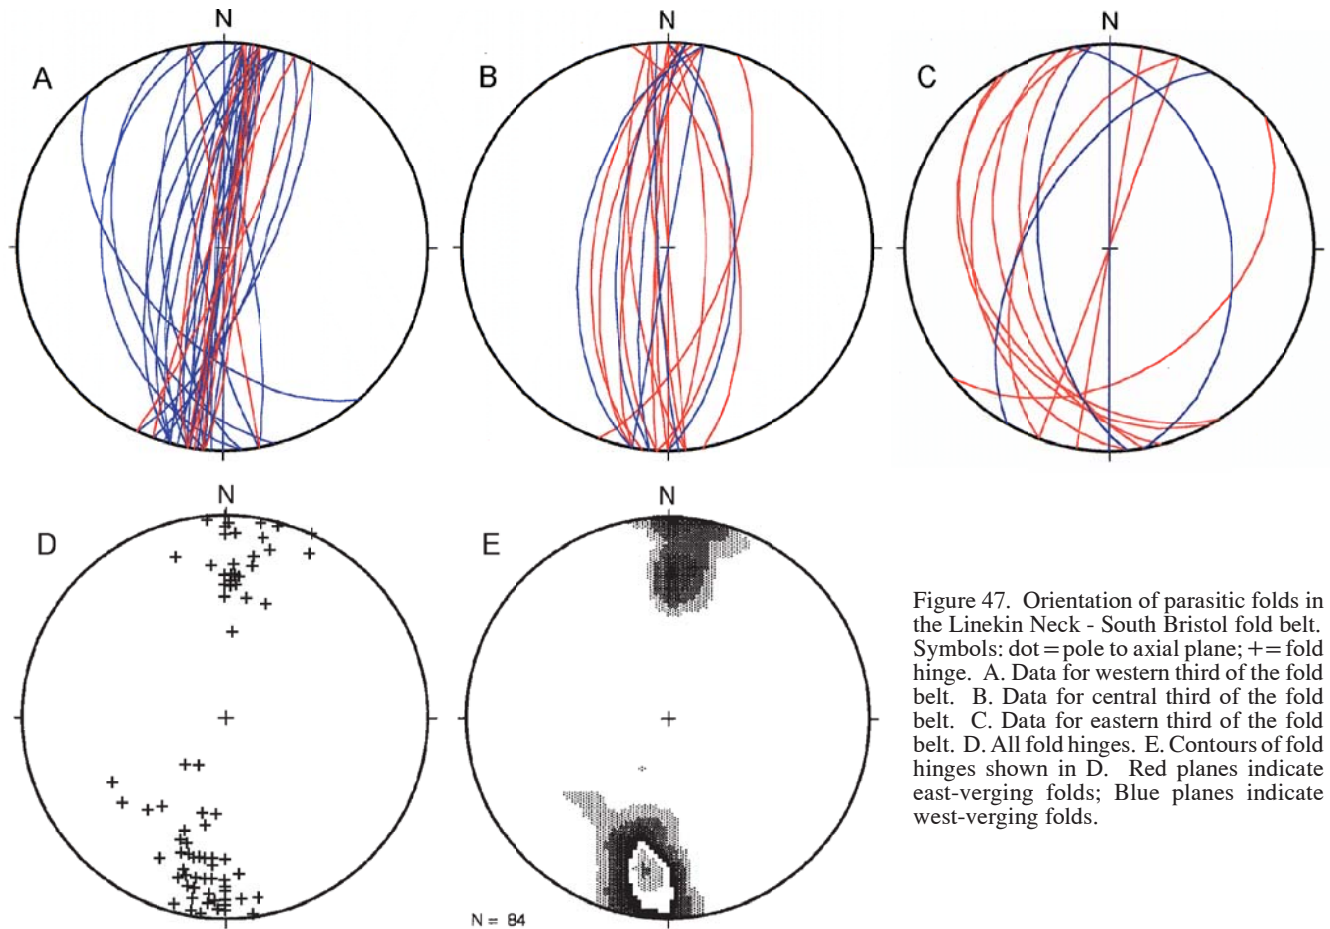 N
N
N
A
B
C
N
N
D
E
N = 84
Figure 47. Orientation of parasitic folds in
the Linekin Neck - South Bristol fold belt.
Symbols: dot = pole to axial plane; + = fold
hinge. A. Data for western third of the fold
belt. B. Data for central third of the fold
belt. C. Data for eastern third of the fold
belt. D. All fold hinges. E. Contours of fold
hinges shown in D. Red planes indicate
east-verging folds; Blue planes indicate
west-verging folds.